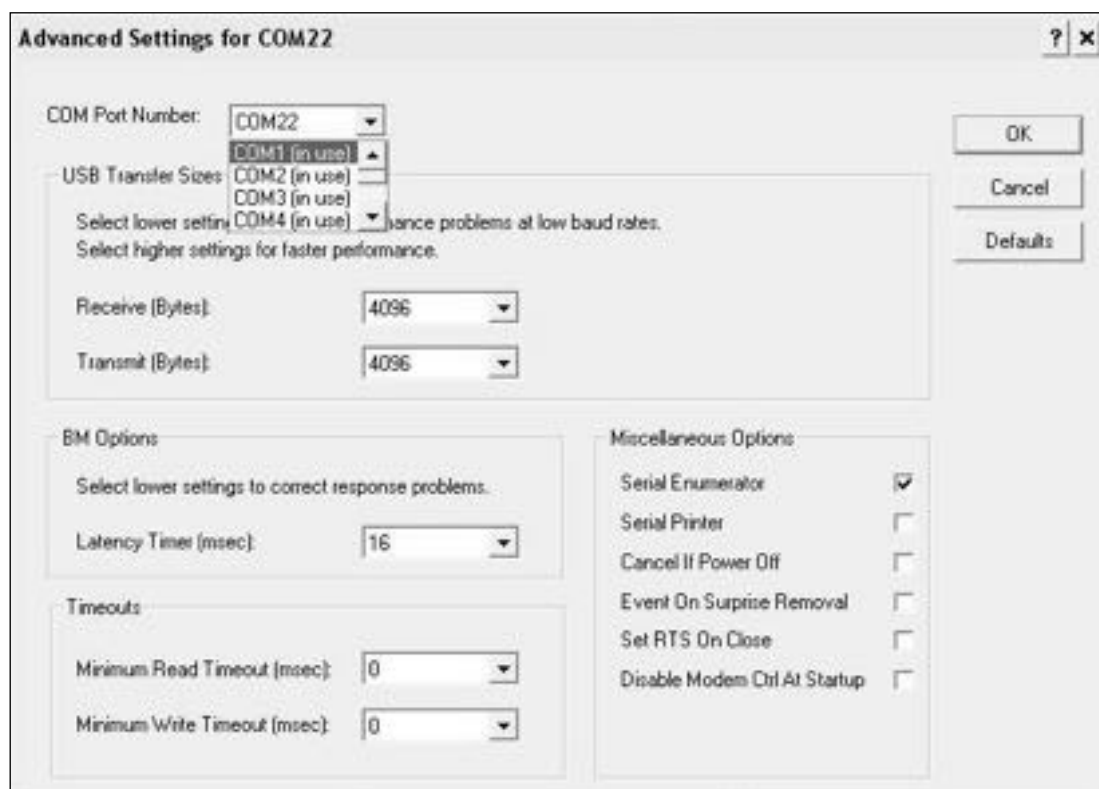 Advanced Settings for COM22
? ×
COM Port Number: COM22
COM1 (in use)
COM2 (in use)
COM3 (in use)
COM4 (in use)
OK
Cancel
Defaults
USB Transfer Sizes
Select lower settin mance problems at low baud rates.
Select higher settings for faster performance.
Receive (Bytes): 4096
Transmit (Bytes): 4096
BM Options
Select lower settings to correct response problems.
Latency Timer (msec): 16
Timeouts
Minimum Read Timeout (msec): 0
Minimum Write Timeout (msec): 0
Miscellaneous Options
Serial Enumerator
Serial Printer
Cancel If Power Off
Event On Surprise Removal
Set RTS On Close
Disable Modem Ctrl At Startup